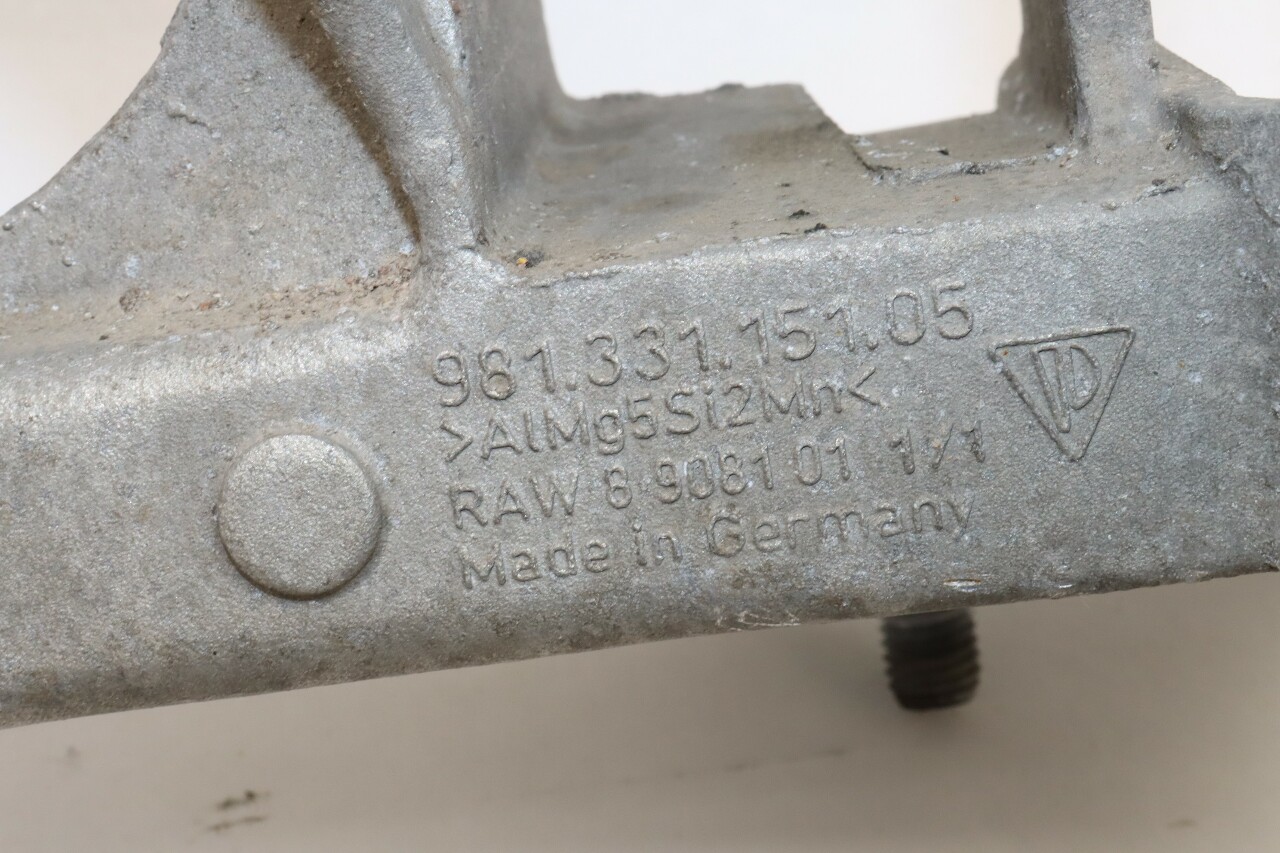 981.331.151.05
>AlMg5Si2Mn<
RAW 8 9081 01 1/1
Made in Germany